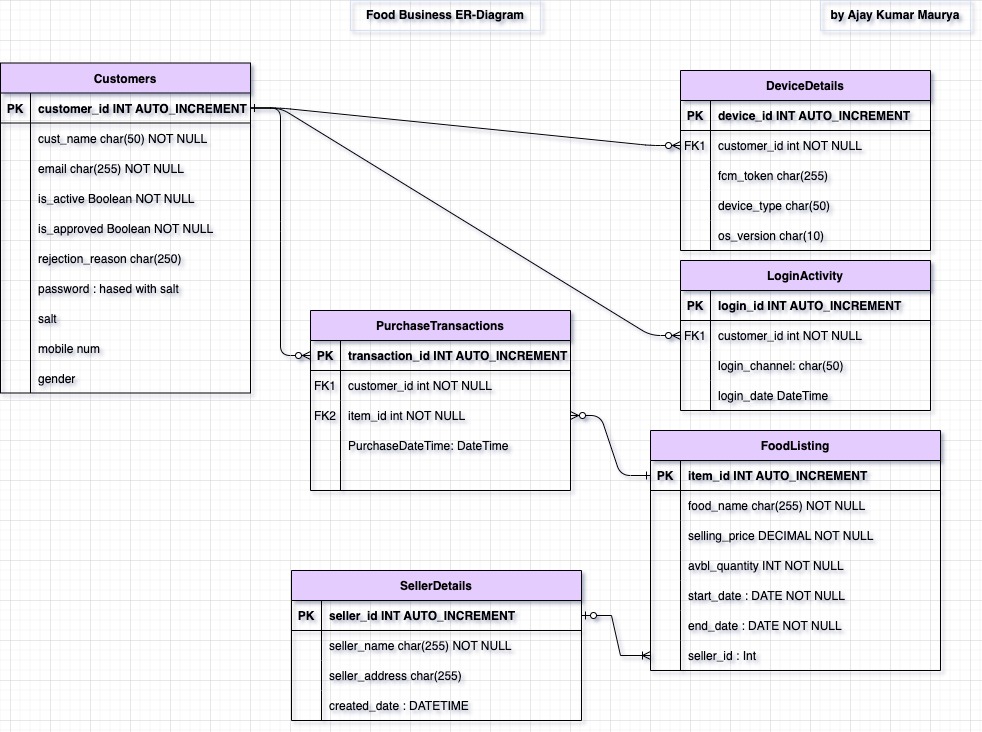 Food Business ER-Diagram
by Ajay Kumar Maurya
Customers
PK customer_id INT AUTO_INCREMENT
cust_name char(50) NOT NULL
email char(255) NOT NULL
is_active Boolean NOT NULL
is_approved Boolean NOT NULL
rejection_reason char(250)
password : hased with salt
salt
mobile num
gender
DeviceDetails
PK device_id INT AUTO_INCREMENT
FK1 customer_id int NOT NULL
fcm_token char(255)
device_type char(50)
os_version char(10)
LoginActivity
PK login_id INT AUTO_INCREMENT
FK1 customer_id int NOT NULL
login_channel: char(50)
login_date DateTime
PurchaseTransactions
PK transaction_id INT AUTO_INCREMENT
FK1 customer_id int NOT NULL
FK2 item_id int NOT NULL
PurchaseDateTime: DateTime
FoodListing
PK item_id INT AUTO_INCREMENT
food_name char(255) NOT NULL
selling_price DECIMAL NOT NULL
avbl_quantity INT NOT NULL
start_date : DATE NOT NULL
end_date : DATE NOT NULL
seller_id : Int
SellerDetails
PK seller_id INT AUTO_INCREMENT
seller_name char(255) NOT NULL
seller_address char(255)
created_date : DATETIME